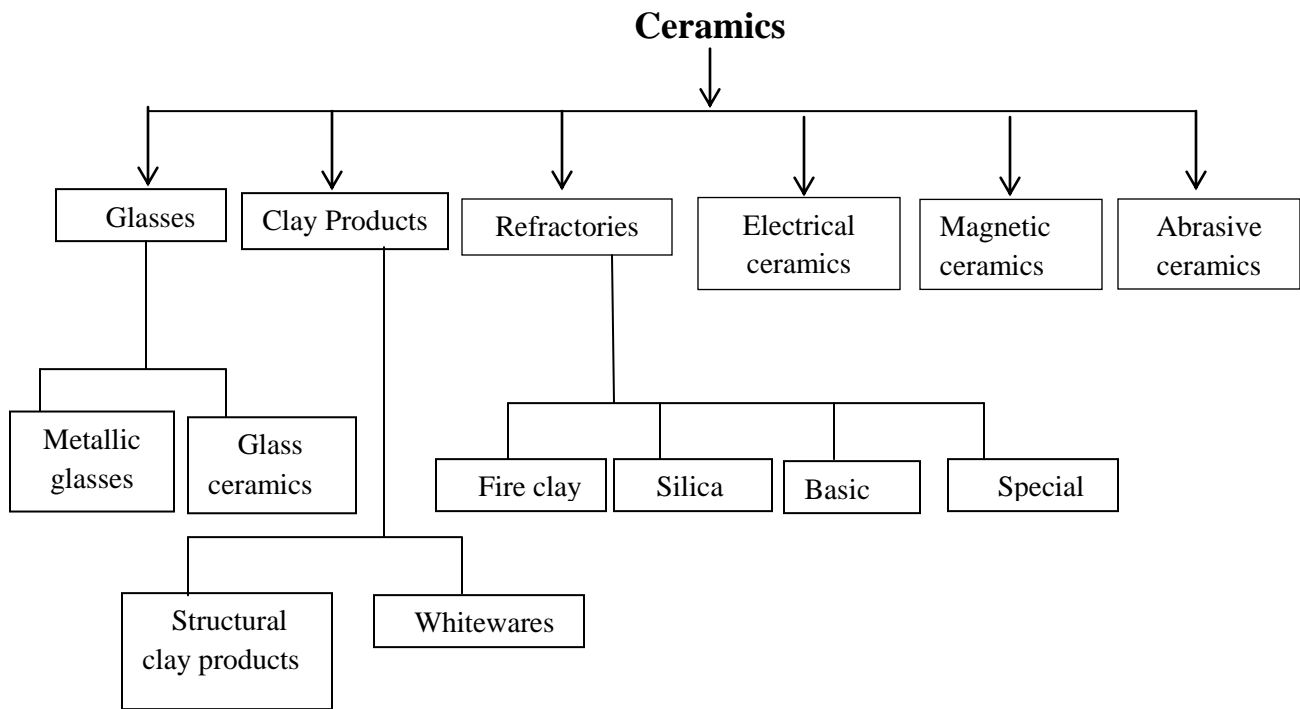 Ceramics
Glasses
Clay Products
Refractories
Electrical
ceramics
Magnetic
ceramics
Abrasive
ceramics
Metallic
glasses
Glass
ceramics
Fire clay
Silica
Basic
Special
Structural
clay products
Whitewares